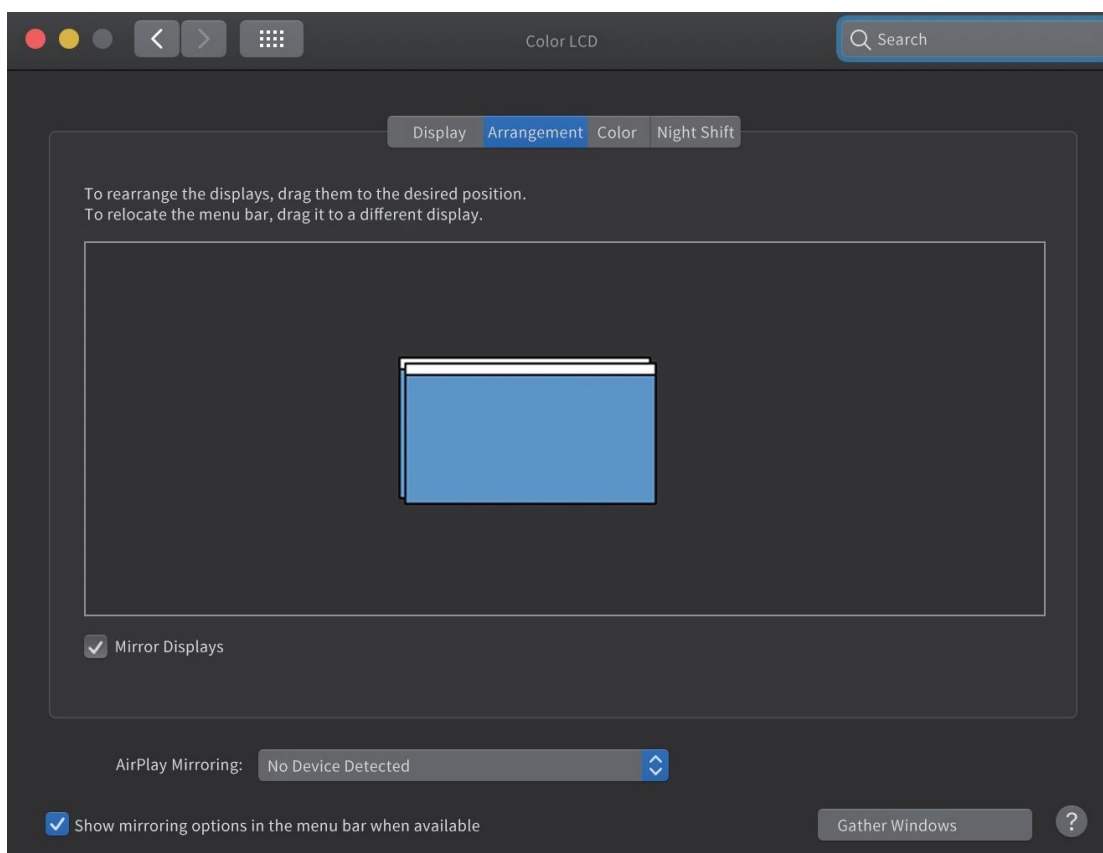 Color LCD
Search
Display Arrangement Color Night Shift
To rearrange the displays, drag them to the desired position.
To relocate the menu bar, drag it to a different display.
Mirror Displays
AirPlay Mirroring: No Device Detected
Show mirroring options in the menu bar when available
Gather Windows ?